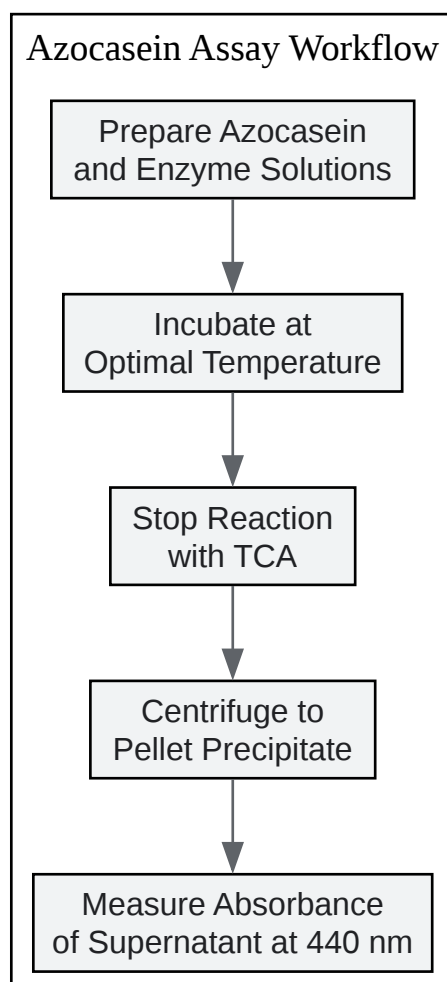 Azocasein Assay Workflow
Prepare Azocasein
and Enzyme Solutions
Incubate at
Optimal Temperature
Stop Reaction
with TCA
Centrifuge to
Pellet Precipitate
Measure Absorbance
of Supernatant at 440 nm